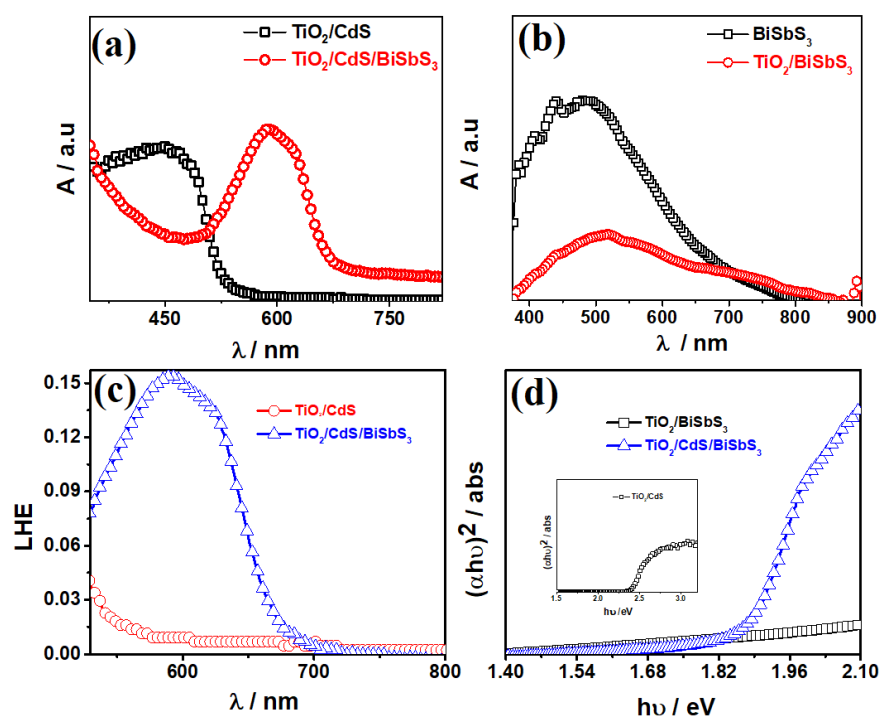 (a)
TiO2/CdS
TiO2/CdS/BiSbS3
A / a.u
450 600 750
λ / nm
(b)
BiSbS3
TiO2/BiSbS3
A / a.u
400 500 600 700 800 900
λ / nm
(c)
TiO2/CdS
TiO2/CdS/BiSbS3
LHE
0.15
0.12
0.09
0.06
0.03
0.00
600 700 800
λ / nm
(d)
TiO2/BiSbS3
TiO2/CdS/BiSbS3
(αhυ)2 / abs
TiO2/CdS
(αhυ)2 / abs
1.5 2.0 2.5 3.0
hυ / eV
1.40 1.54 1.68 1.82 1.96 2.10
hυ / eV